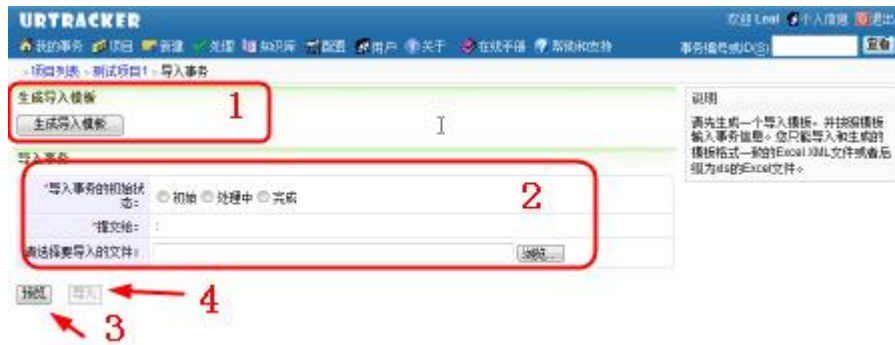 URTRACKER
欢迎 Leaf 个人信息 退出
我的事务 项目 新建 处理 知识库 配置 用户 关于 在线手册 帮助和支持
事务编号或ID(S) 查看
项目列表 测试项目1 导入事务
生成导入模板
生成导入模板
1
导入事务
*导入事务的初始状态:
初始 处理中 完成
2
*提交给: :
请选择要导入的文件:
浏览...
预览 导入
3
4
说明
请先生成一个导入模板。并按照模板
输入事务信息。您只能导入和生成的
模板格式一致的Excel XML文件或者后
缀为xls的Excel文件。